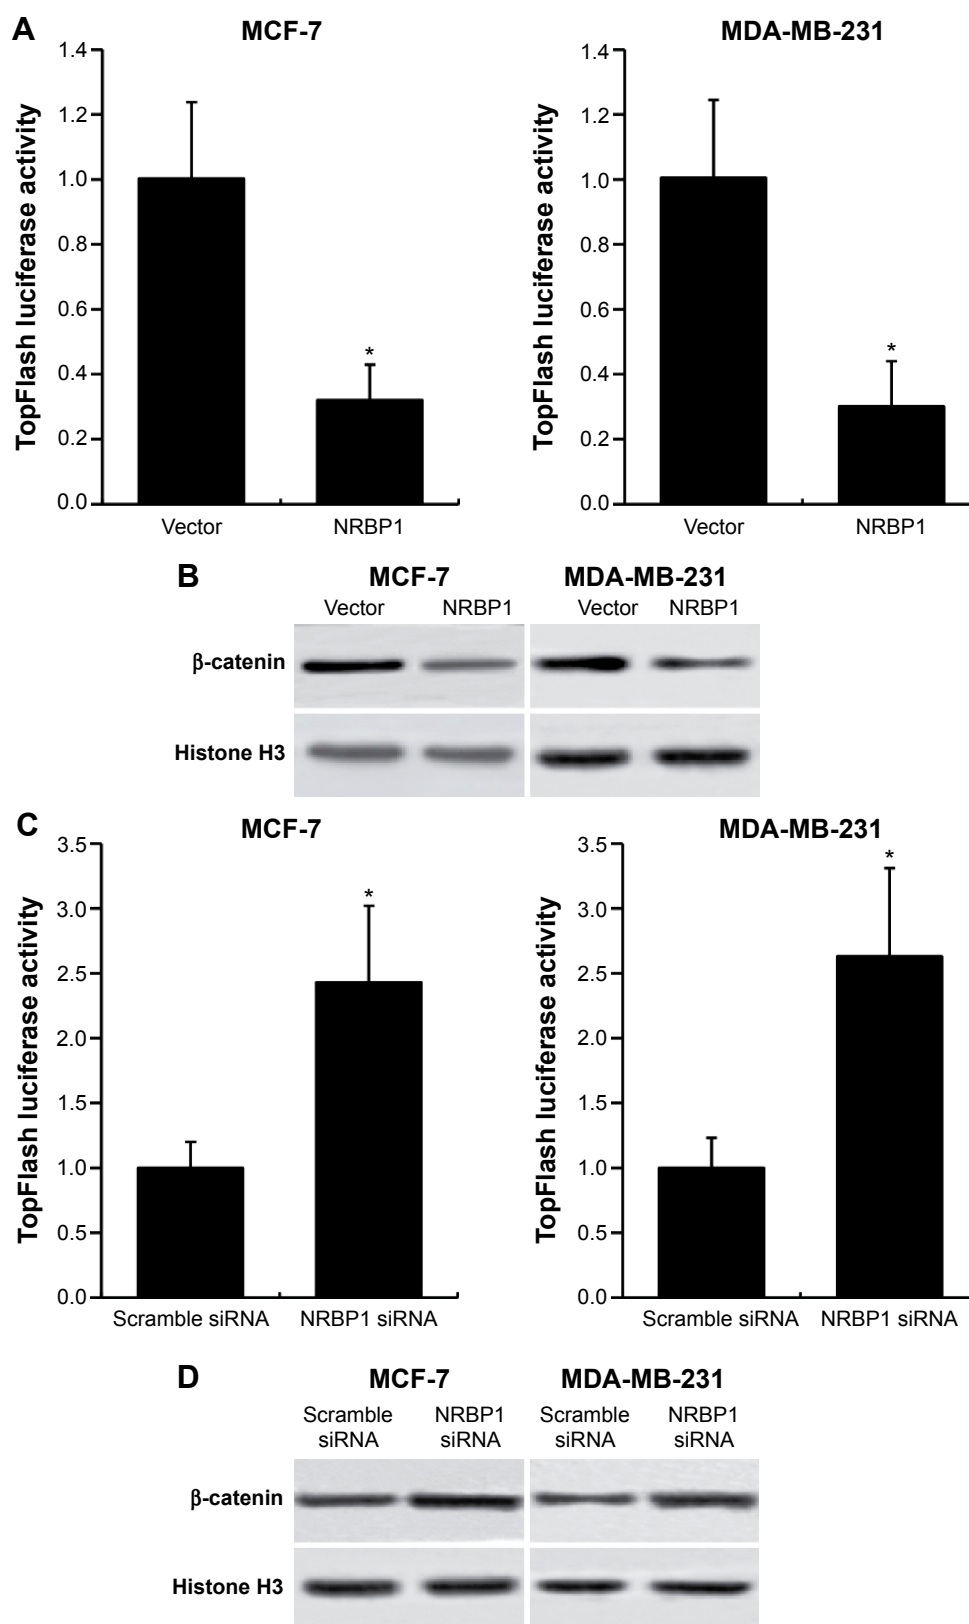 A
MCF-7
MDA-MB-231
TopFlash luciferase activity
1.4
1.2
1.0
0.8
0.6
0.4
0.2
0.0
*
Vector
NRBP1
TopFlash luciferase activity
1.4
1.2
1.0
0.8
0.6
0.4
0.2
0.0
*
Vector
NRBP1
B
MCF-7
MDA-MB-231
Vector
NRBP1
Vector
NRBP1
β-catenin
Histone H3
C
MCF-7
MDA-MB-231
TopFlash luciferase activity
3.5
3.0
2.5
2.0
1.5
1.0
0.5
0.0
*
Scramble siRNA
NRBP1 siRNA
TopFlash luciferase activity
3.5
3.0
2.5
2.0
1.5
1.0
0.5
0.0
*
Scramble siRNA
NRBP1 siRNA
D
MCF-7
MDA-MB-231
Scramble
siRNA
NRBP1
siRNA
Scramble
siRNA
NRBP1
siRNA
β-catenin
Histone H3